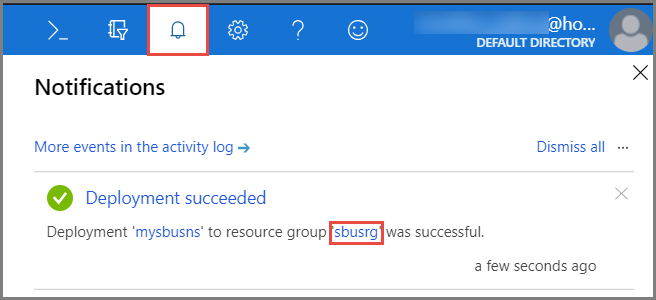 @ho...
DEFAULT DIRECTORY
Notifications
More events in the activity log → Dismiss all ...
Deployment succeeded
Deployment 'mysbusns' to resource group 'sbusrg' was successful.
a few seconds ago